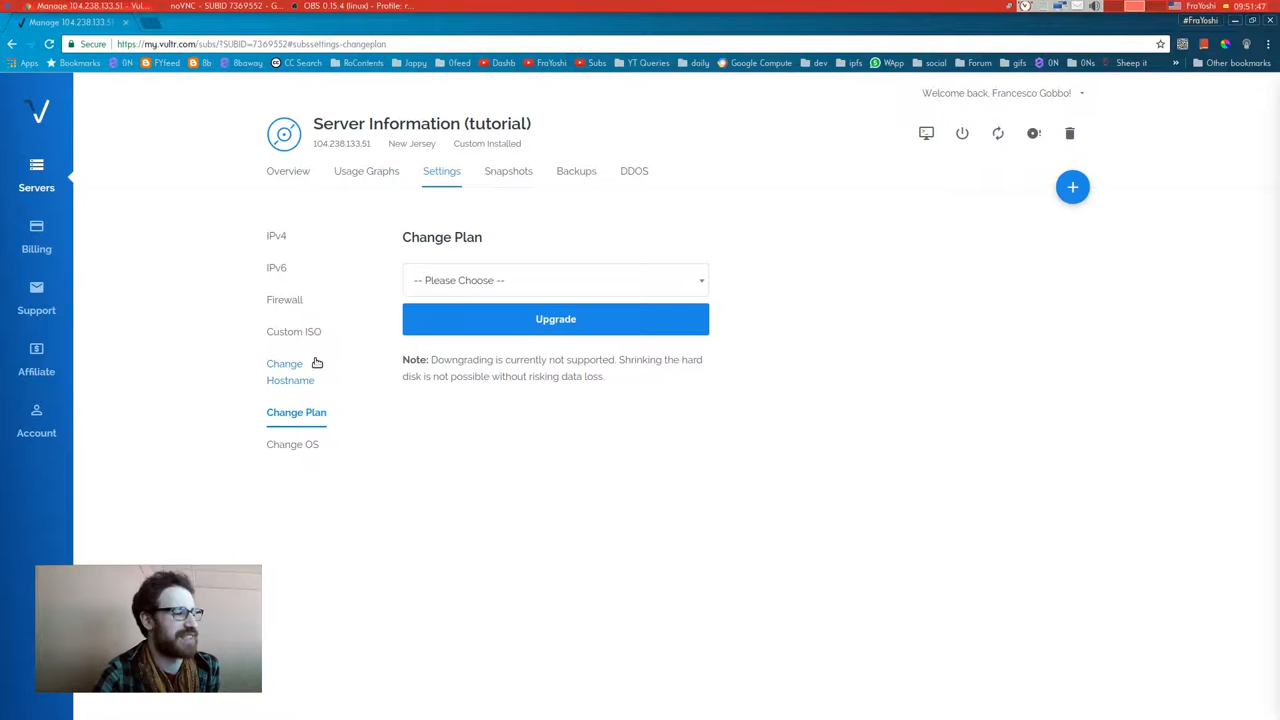 Manage 104.238.133.51 - Vul...
noVNC - SUBID 7369552 - G...
OBS 0.15.4 (linux) - Profile: r...
FraYoshi
09:51:47
Manage 104.238.133.51
#FraYoshi
Secure
https://my.vultr.com/subs/?SUBID=7369552#subssettings-changeplan
Apps
Bookmarks
0N
FYfeed
8b
8baway
CC Search
RoContents
Jappy
0feed
Dashb
FraYoshi
Subs
YT Queries
daily
Google Compute
dev
ipfs
WApp
social
Forum
gifs
0N
0Ns
Sheep it
»
Other bookmarks
Welcome back, Francesco Gobbo!
Server Information (tutorial)
104.238.133.51 New Jersey Custom Installed
Overview
Usage Graphs
Settings
Snapshots
Backups
DDOS
Servers
Billing
Support
Affiliate
Account
IPv4
IPv6
Firewall
Custom ISO
Change
Hostname
Change Plan
Change OS
Change Plan
-- Please Choose --
Upgrade
Note: Downgrading is currently not supported. Shrinking the hard
disk is not possible without risking data loss.